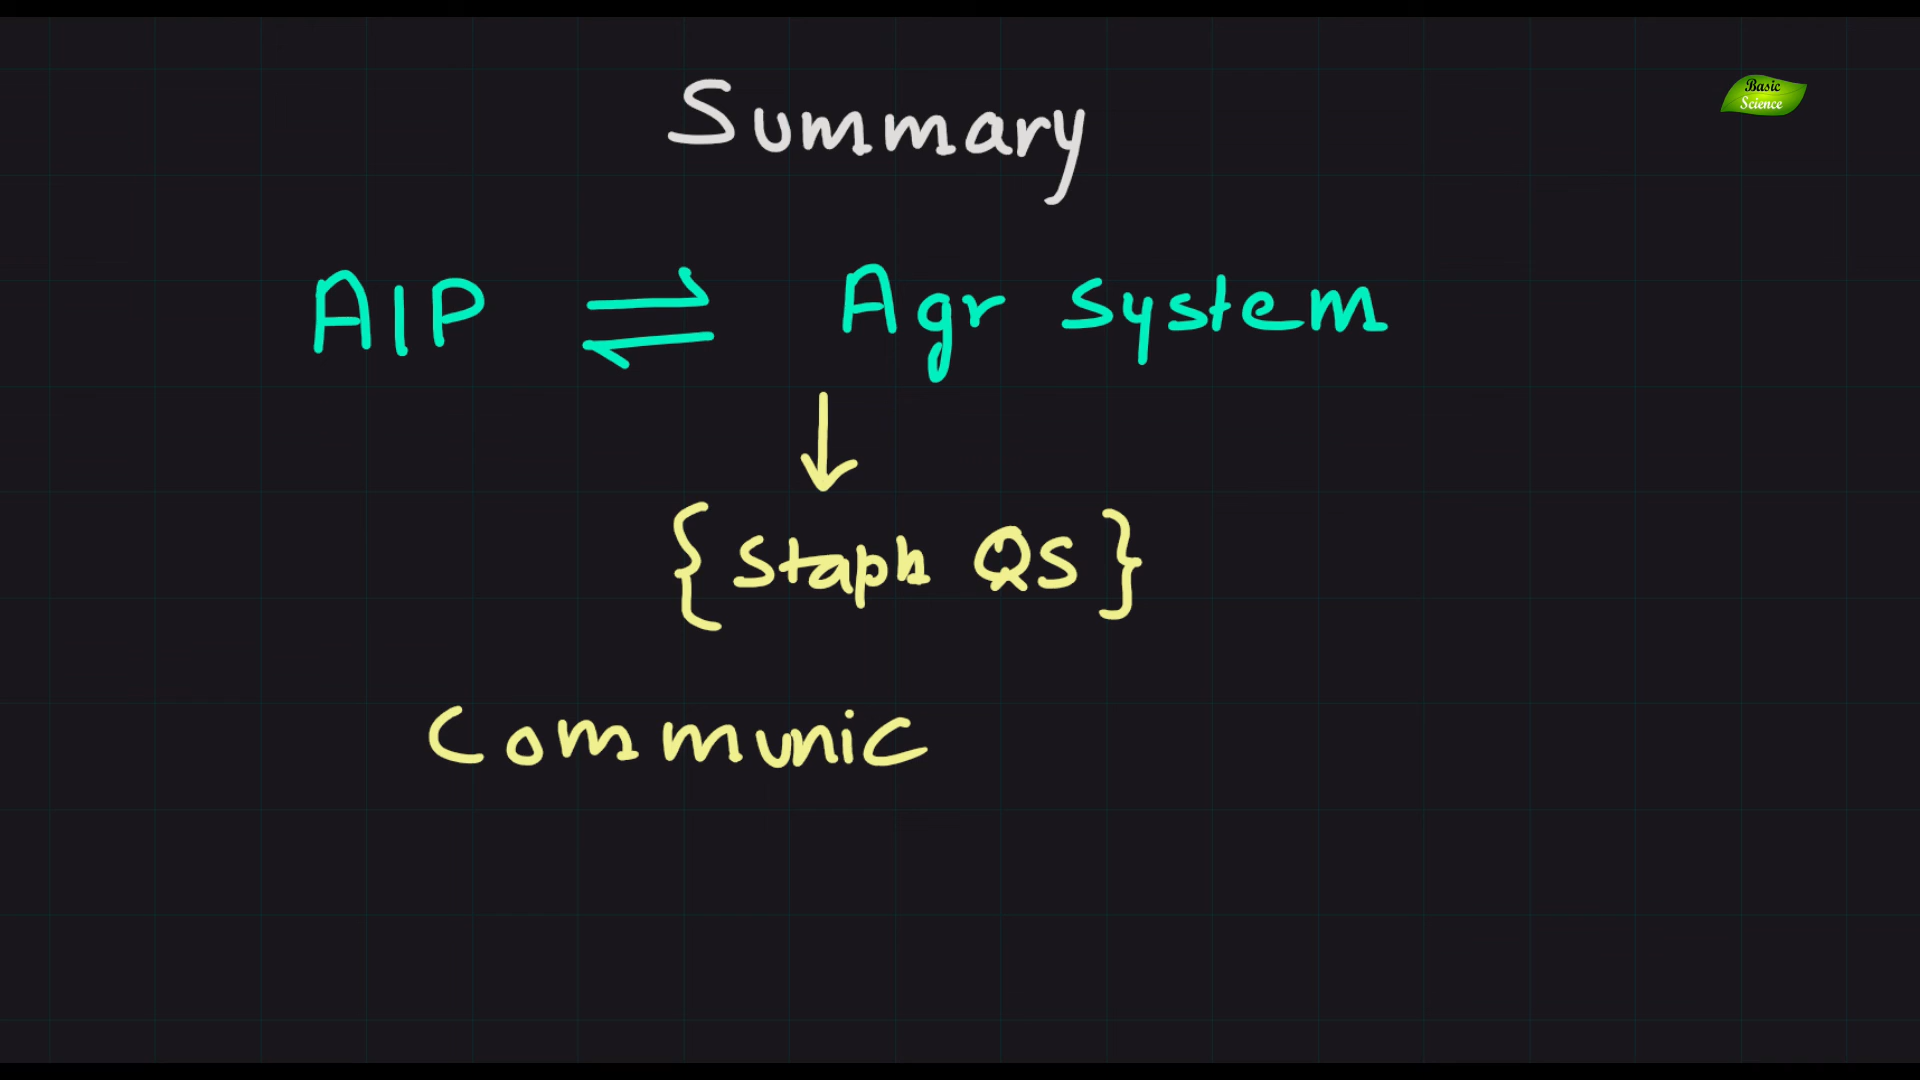 Summary
Basic
Science
AIP ⇌ Agr System
↓
{ Staph QS }
Communic